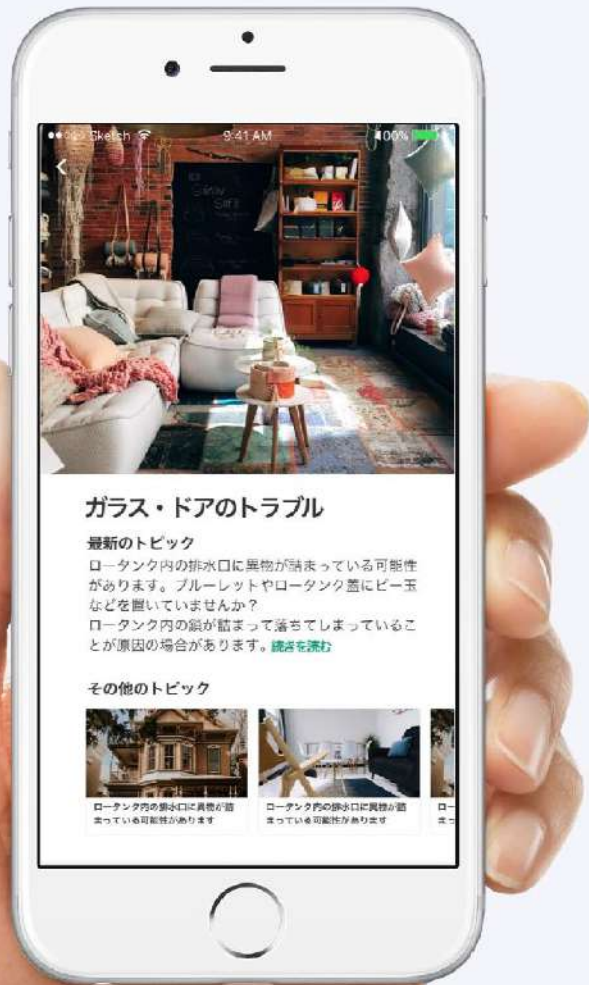 Sketch
9:41 AM
100%
ガラス・ドアのトラブル
最新のトピック
ロータンク内の排水口に異物が詰まっている可能性
があります。ブルーレットやロータンク蓋にビー玉
などを置いていませんか？
ロータンク内の鎖が詰まって落ちてしまっているこ
とが原因の場合があります。続きを読む
その他のトピック
ロータンク内の排水口に異物が詰
まっている可能性があります
ロータンク内の排水口に異物が詰
まっている可能性があります
ロー
まっ